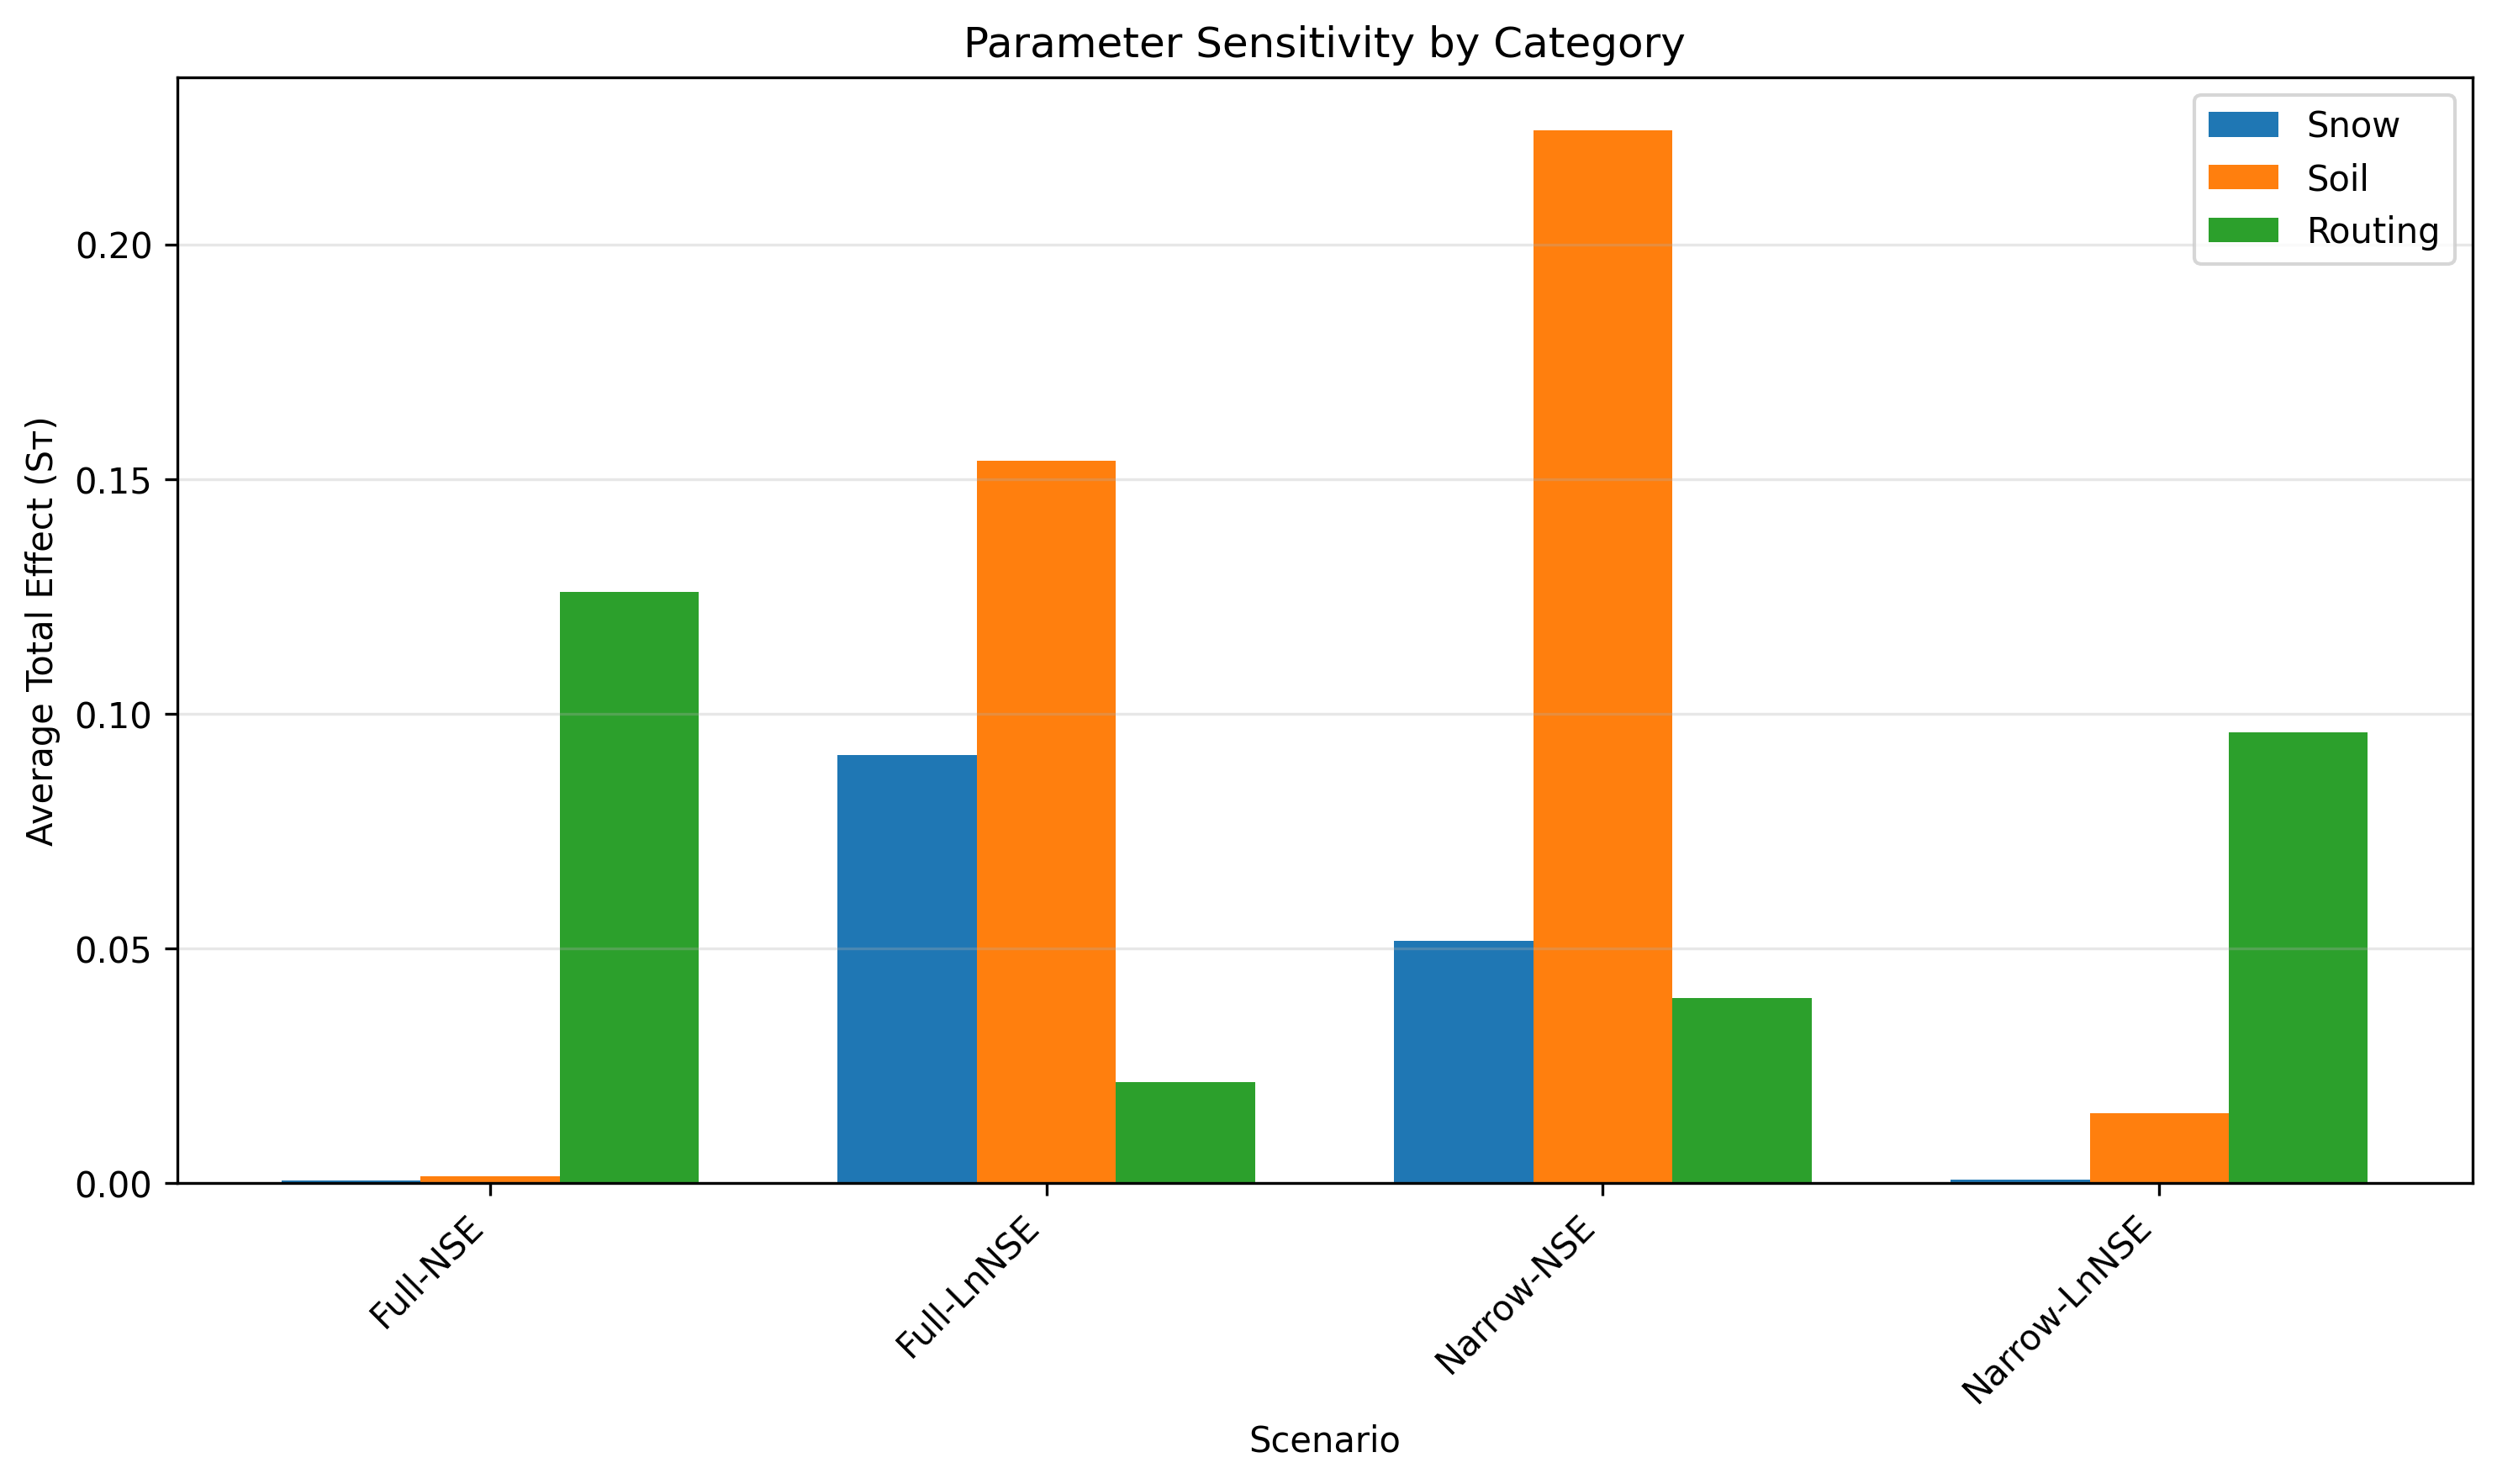 Parameter Sensitivity by Category
Snow
Soil
Routing
Average Total Effect (Sᴛ)
0.20
0.15
0.10
0.05
0.00
Full-NSE
Full-LnNSE
Narrow-NSE
Narrow-LnNSE
Scenario